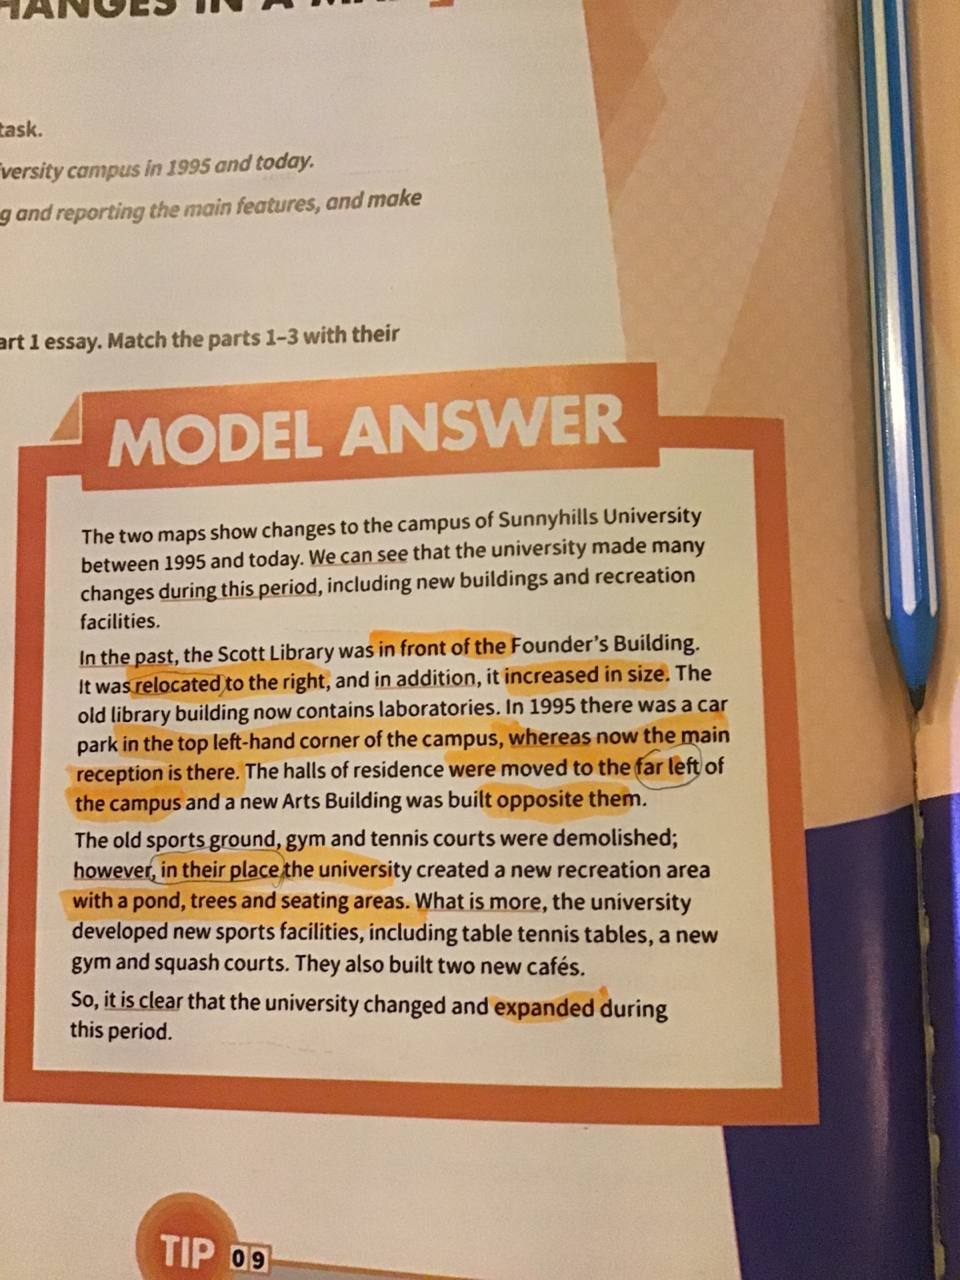 task.
versity campus in 1995 and today.
g and reporting the main features, and make
art 1 essay. Match the parts 1–3 with their
MODEL ANSWER
The two maps show changes to the campus of Sunnyhills University
between 1995 and today. We can see that the university made many
changes during this period, including new buildings and recreation
facilities.
In the past, the Scott Library was in front of the Founder's Building.
It was relocated to the right, and in addition, it increased in size. The
old library building now contains laboratories. In 1995 there was a car
park in the top left-hand corner of the campus, whereas now the main
reception is there. The halls of residence were moved to the far left of
the campus and a new Arts Building was built opposite them.
The old sports ground, gym and tennis courts were demolished;
however, in their place the university created a new recreation area
with a pond, trees and seating areas. What is more, the university
developed new sports facilities, including table tennis tables, a new
gym and squash courts. They also built two new cafés.
So, it is clear that the university changed and expanded during
this period.
TIP 09